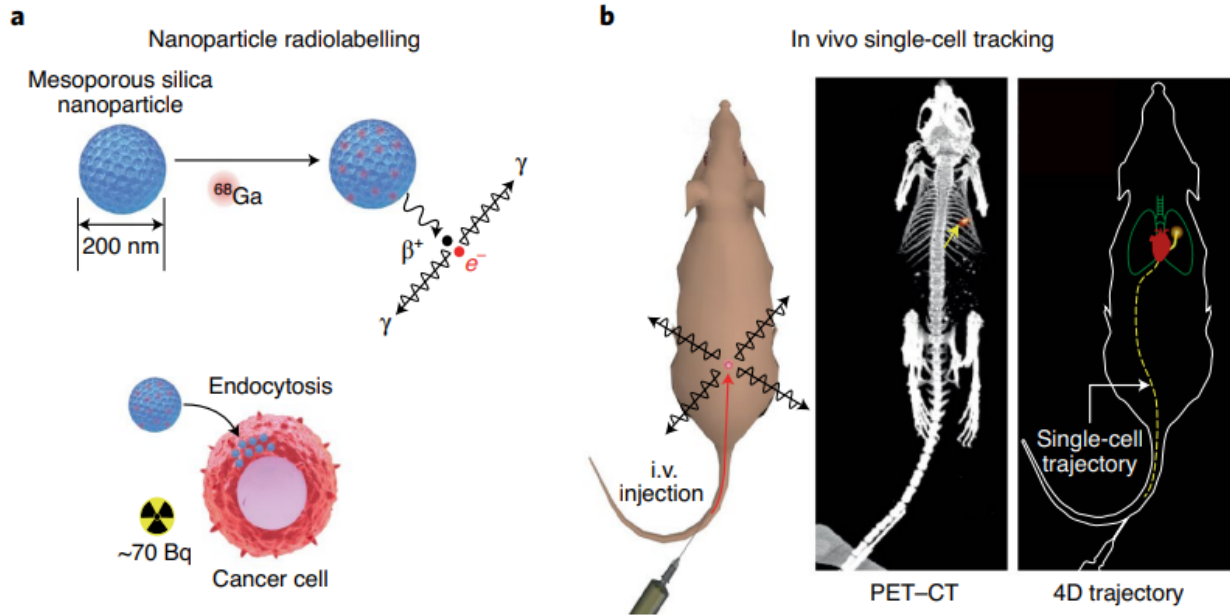 a
Nanoparticle radiolabelling
Mesoporous silica
nanoparticle
⁶⁸Ga
200 nm
γ
β⁺
e⁻
γ
Endocytosis
~70 Bq
Cancer cell
b
In vivo single-cell tracking
i.v.
injection
Single-cell
trajectory
PET–CT
4D trajectory